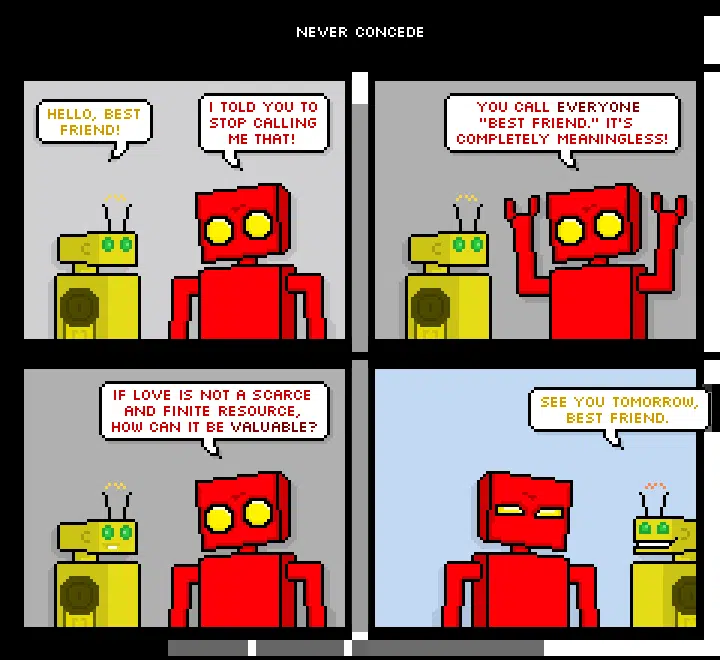 NEVER CONCEDE
HELLO, BEST
FRIEND!
I TOLD YOU TO
STOP CALLING
ME THAT!
YOU CALL EVERYONE
"BEST FRIEND." IT'S
COMPLETELY MEANINGLESS!
IF LOVE IS NOT A SCARCE
AND FINITE RESOURCE,
HOW CAN IT BE VALUABLE?
SEE YOU TOMORROW,
BEST FRIEND.